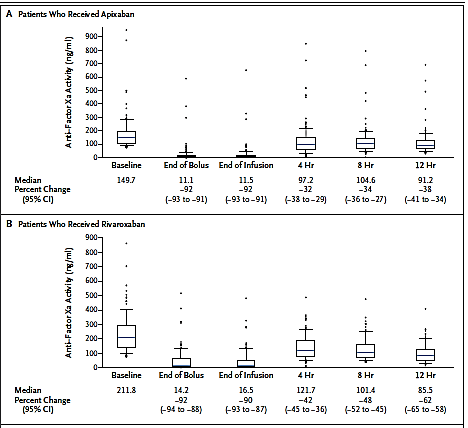 A Patients Who Received Apixaban
Anti–Factor Xa Activity (ng/ml)
900
800
700
600
500
400
300
200
100
0
Baseline End of Bolus End of Infusion 4 Hr 8 Hr 12 Hr
Median 149.7 11.1 11.5 97.2 104.6 91.2
Percent Change −92 −92 −32 −34 −38
(95% CI) (−93 to −91) (−93 to −91) (−38 to −29) (−36 to −27) (−41 to −34)
B Patients Who Received Rivaroxaban
Anti–Factor Xa Activity (ng/ml)
900
800
700
600
500
400
300
200
100
0
Baseline End of Bolus End of Infusion 4 Hr 8 Hr 12 Hr
Median 211.8 14.2 16.5 121.7 101.4 85.5
Percent Change −92 −90 −42 −48 −62
(95% CI) (−94 to −88) (−93 to −87) (−45 to −36) (−52 to −45) (−65 to −58)